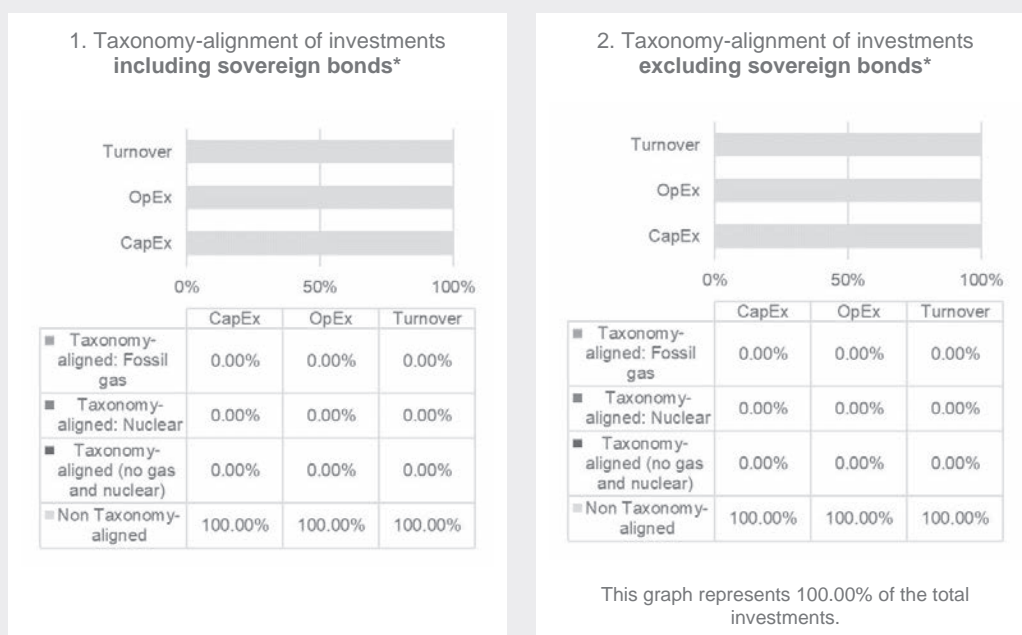 1. Taxonomy-alignment of investments
including sovereign bonds*
Turnover
OpEx
CapEx
0% 50% 100%
CapEx OpEx Turnover
Taxonomy-
aligned: Fossil
gas
0.00% 0.00% 0.00%
Taxonomy-
aligned: Nuclear
0.00% 0.00% 0.00%
Taxonomy-
aligned (no gas
and nuclear)
0.00% 0.00% 0.00%
Non Taxonomy-
aligned
100.00% 100.00% 100.00%
2. Taxonomy-alignment of investments
excluding sovereign bonds*
Turnover
OpEx
CapEx
0% 50% 100%
CapEx OpEx Turnover
Taxonomy-
aligned: Fossil
gas
0.00% 0.00% 0.00%
Taxonomy-
aligned: Nuclear
0.00% 0.00% 0.00%
Taxonomy-
aligned (no gas
and nuclear)
0.00% 0.00% 0.00%
Non Taxonomy-
aligned
100.00% 100.00% 100.00%
This graph represents 100.00% of the total
investments.